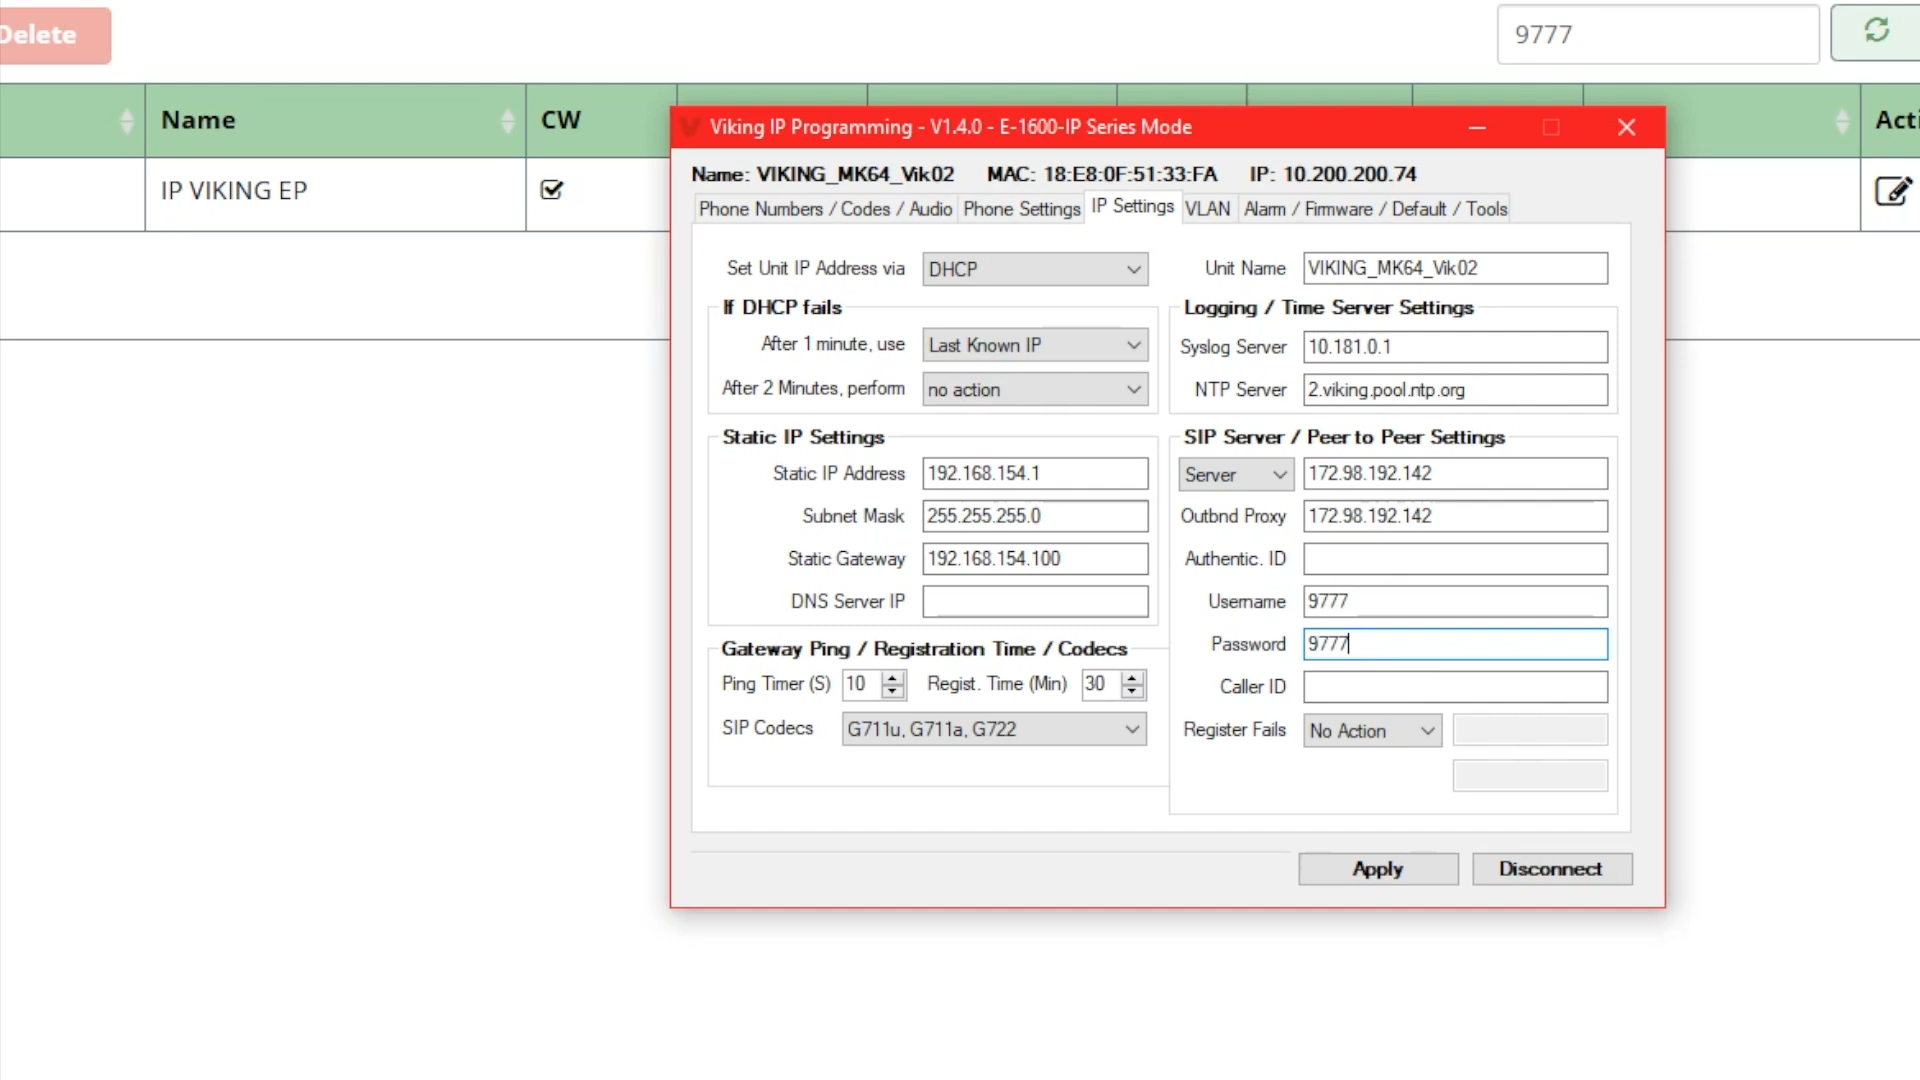 Delete
9777
Name
CW
Acti
IP VIKING EP
Viking IP Programming - V1.4.0 - E-1600-IP Series Mode
Name: VIKING_MK64_Vik02 MAC: 18:E8:0F:51:33:FA IP: 10.200.200.74
Phone Numbers / Codes / Audio Phone Settings IP Settings VLAN Alarm / Firmware / Default / Tools
Set Unit IP Address via DHCP
If DHCP fails
After 1 minute, use Last Known IP
After 2 Minutes, perform no action
Static IP Settings
Static IP Address 192.168.154.1
Subnet Mask 255.255.255.0
Static Gateway 192.168.154.100
DNS Server IP
Gateway Ping / Registration Time / Codecs
Ping Timer (S) 10 Regist. Time (Min) 30
SIP Codecs G711u, G711a, G722
Unit Name VIKING_MK64_Vik02
Logging / Time Server Settings
Syslog Server 10.181.0.1
NTP Server 2.viking.pool.ntp.org
SIP Server / Peer to Peer Settings
Server 172.98.192.142
Outbnd Proxy 172.98.192.142
Authentic. ID
Username 9777
Password 9777
Caller ID
Register Fails No Action
Apply Disconnect